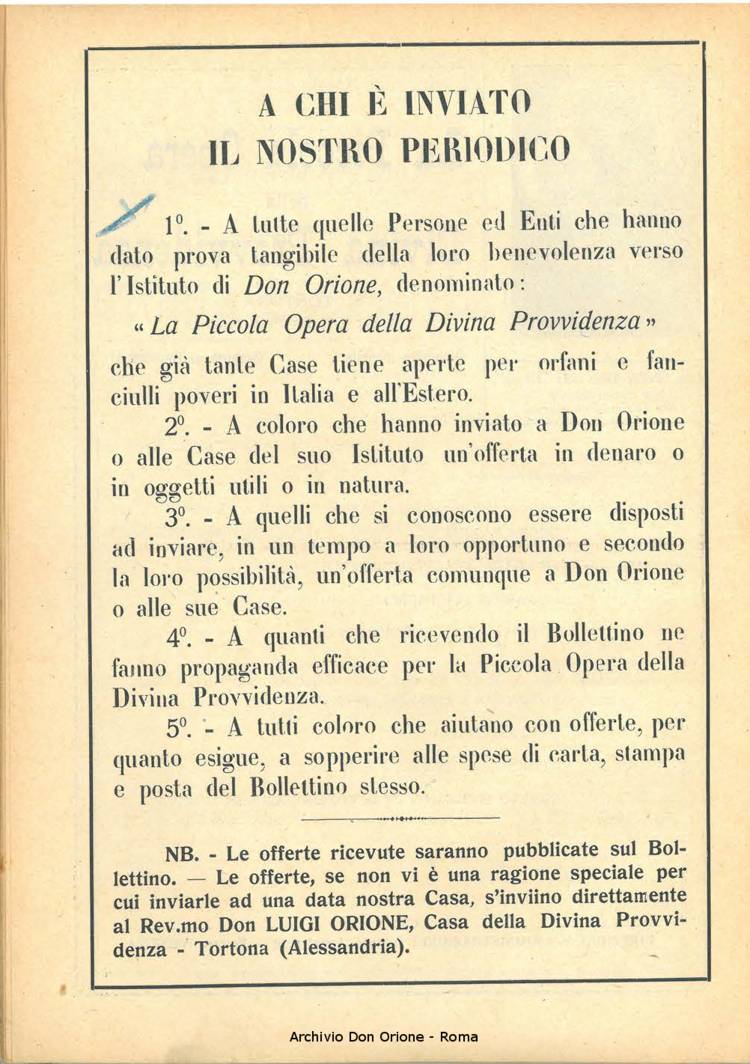 A CHI È INVIATO
IL NOSTRO PERIODICO
1º. - A tutte quelle Persone ed Enti che hanno
dato prova tangibile della loro benevolenza verso
l'Istituto di Don Orione, denominato :
“ La Piccola Opera della Divina Provvidenza ”
che già tante Case tiene aperte per orfani e fan-
ciulli poveri in Italia e all'Estero.
2º. - A coloro che hanno inviato a Don Orione
o alle Case del suo Istituto un'offerta in denaro o
in oggetti utili o in natura.
3º. - A quelli che si conoscono essere disposti
ad inviare, in un tempo a loro opportuno e secondo
la loro possibilità, un'offerta comunque a Don Orione
o alle sue Case.
4º. - A quanti che ricevendo il Bollettino ne
fanno propaganda efficace per la Piccola Opera della
Divina Provvidenza.
5º. - A tutti coloro che aiutano con offerte, per
quanto esigue, a sopperire alle spese di carta, stampa
e posta del Bollettino stesso.
NB. - Le offerte ricevute saranno pubblicate sul Bol-
lettino. — Le offerte, se non vi è una ragione speciale per
cui inviarle ad una data nostra Casa, s'inviino direttamente
al Rev.mo Don LUIGI ORIONE, Casa della Divina Provvi-
denza - Tortona (Alessandria).
Archivio Don Orione - Roma